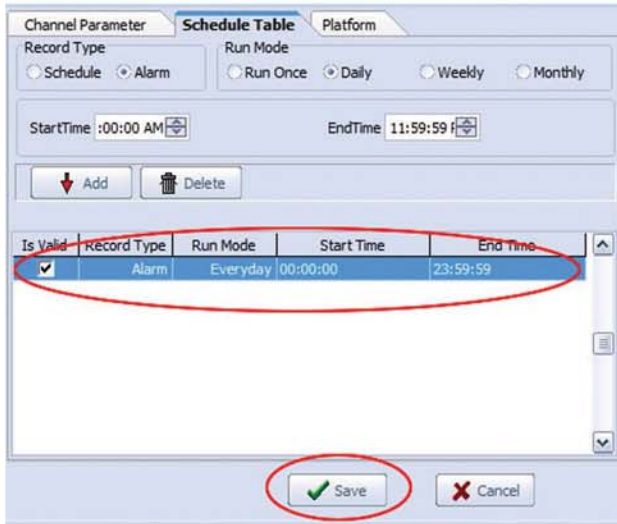 Channel Parameter Schedule Table Platform
Record Type Run Mode
Schedule Alarm Run Once Daily Weekly Monthly
StartTime :00:00 AM EndTime 11:59:59
Add Delete
Is Valid Record Type Run Mode Start Time End Time
Alarm Everyday 00:00:00 23:59:59
Save Cancel